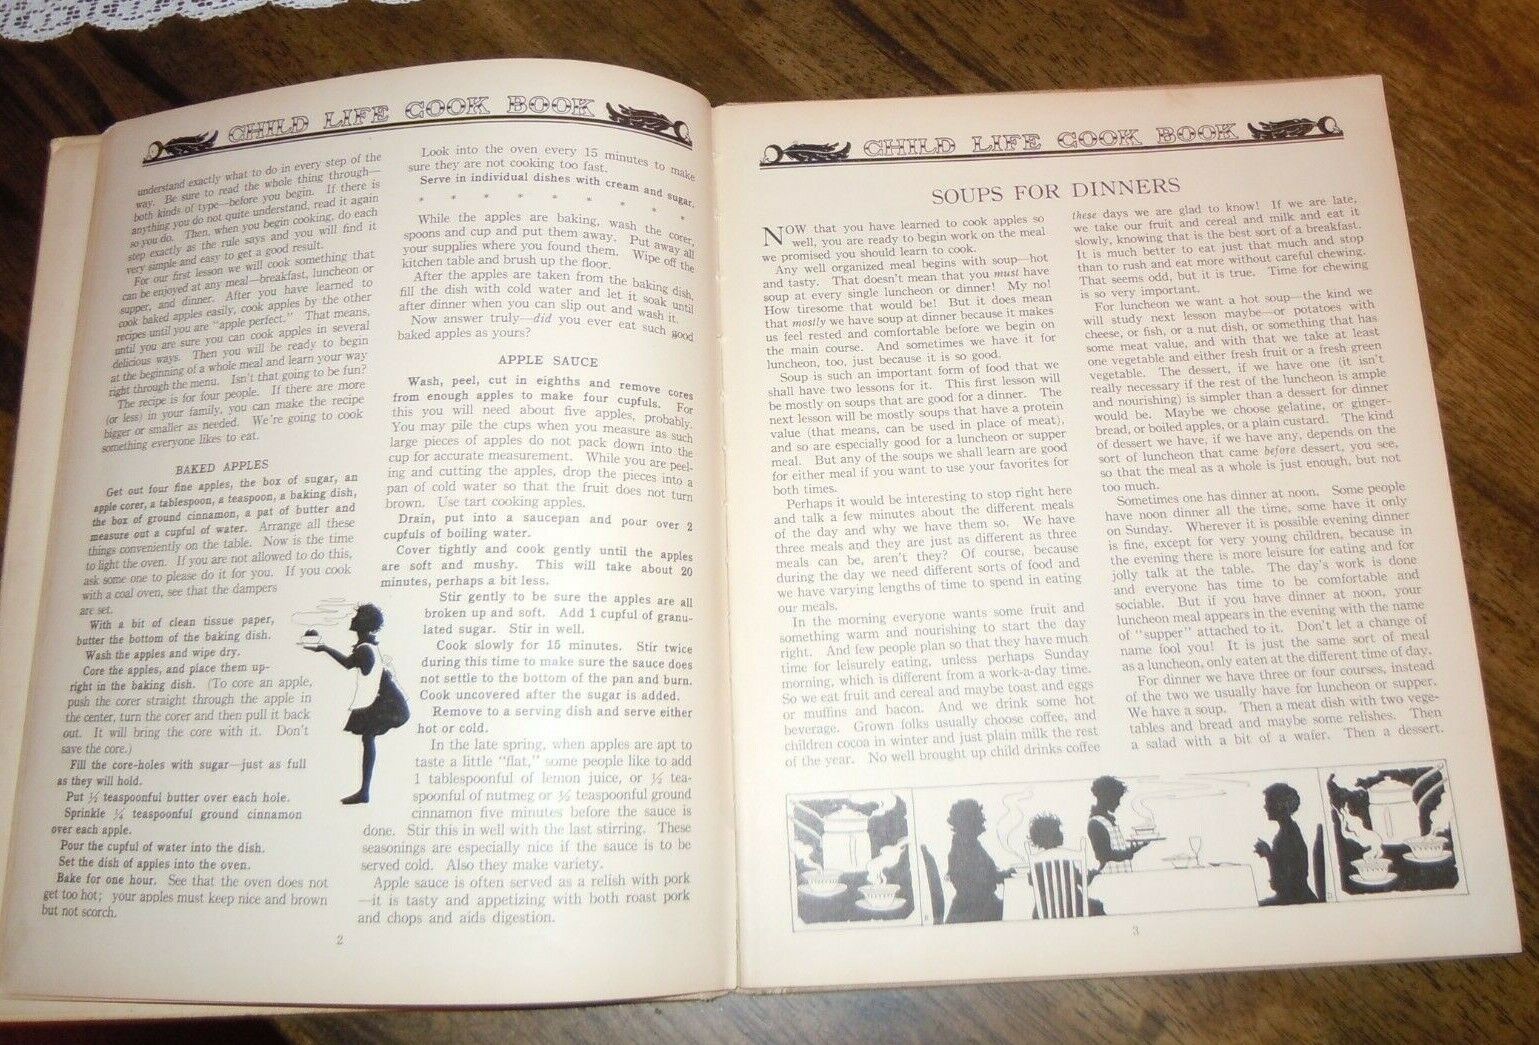 CHILD LIFE COOK BOOK
understand exactly what to do in every step of the
way. Be sure to read the whole thing through—
both kinds of type—before you begin. If there is
anything you do not quite understand, read it again
so you do. Then, when you begin cooking, do each
step exactly as the rule says and you will find it
very simple and easy to get a good result.
For our first lesson we will cook something that
can be enjoyed at any meal—breakfast, luncheon or
supper, and dinner. After you have learned to
cook baked apples easily, cook apples by the other
recipes until you are "apple perfect." That means,
until you are sure you can cook apples in several
delicious ways. Then you will be ready to begin
at the beginning of a whole meal and learn your way
right through the menu. Isn't that going to be fun?
The recipe is for four people. If there are more
(or less) in your family, you can make the recipe
bigger or smaller as needed. We're going to cook
something everyone likes to eat.
BAKED APPLES
Get out four fine apples, the box of sugar, an
apple corer, a tablespoon, a teaspoon, a baking dish,
the box of ground cinnamon, a pat of butter and
measure out a cupful of water. Arrange all these
things conveniently on the table. Now is the time
to light the oven. If you are not allowed to do this,
ask some one to please do it for you. If you cook
with a coal oven, see that the dampers
are set.
With a bit of clean tissue paper,
butter the bottom of the baking dish.
Wash the apples and wipe dry.
Core the apples, and place them up-
right in the baking dish. (To core an apple,
push the corer straight through the apple in
the center, turn the corer and then pull it back
out. It will bring the core with it. Don't
save the core.)
Fill the core-holes with sugar—just as full
as they will hold.
Put ½ teaspoonful butter over each hole.
Sprinkle ¼ teaspoonful ground cinnamon
over each apple.
Pour the cupful of water into the dish.
Set the dish of apples into the oven.
Bake for one hour. See that the oven does not
get too hot; your apples must keep nice and brown
but not scorch.
Look into the oven every 15 minutes to make
sure they are not cooking too fast.
Serve in individual dishes with cream and sugar.
* * * * * * * * *
While the apples are baking, wash the corer,
spoons and cup and put them away. Put away all
your supplies where you found them. Wipe off the
kitchen table and brush up the floor.
After the apples are taken from the baking dish,
fill the dish with cold water and let it soak until
after dinner when you can slip out and wash it.
Now answer truly—did you ever eat such good
baked apples as yours?
APPLE SAUCE
Wash, peel, cut in eighths and remove cores
from enough apples to make four cupfuls. For
this you will need about five apples, probably.
You may pile the cups when you measure as such
large pieces of apples do not pack down into the
cup for accurate measurement. While you are peel-
ing and cutting the apples, drop the pieces into a
pan of cold water so that the fruit does not turn
brown. Use tart cooking apples.
Drain, put into a saucepan and pour over 2
cupfuls of boiling water.
Cover tightly and cook gently until the apples
are soft and mushy. This will take about 20
minutes, perhaps a bit less.
Stir gently to be sure the apples are all
broken up and soft. Add 1 cupful of granu-
lated sugar. Stir in well.
Cook slowly for 15 minutes. Stir twice
during this time to make sure the sauce does
not settle to the bottom of the pan and burn.
Cook uncovered after the sugar is added.
Remove to a serving dish and serve either
hot or cold.
In the late spring, when apples are apt to
taste a little "flat," some people like to add
1 tablespoonful of lemon juice, or ½ tea-
spoonful of nutmeg or ½ teaspoonful ground
cinnamon five minutes before the sauce is
done. Stir this in well with the last stirring. These
seasonings are especially nice if the sauce is to be
served cold. Also they make variety.
Apple sauce is often served as a relish with pork
—it is tasty and appetizing with both roast pork
and chops and aids digestion.
2
CHILD LIFE COOK BOOK
SOUPS FOR DINNERS
NOW that you have learned to cook apples so
well, you are ready to begin work on the meal
we promised you should learn to cook.
Any well organized meal begins with soup—hot
and tasty. That doesn't mean that you must have
soup at every single luncheon or dinner! My no!
How tiresome that would be! But it does mean
that mostly we have soup at dinner because it makes
us feel rested and comfortable before we begin on
the main course. And sometimes we have it for
luncheon, too, just because it is so good.
Soup is such an important form of food that we
shall have two lessons for it. This first lesson will
be mostly on soups that are good for a dinner. The
next lesson will be mostly soups that have a protein
value (that means, can be used in place of meat),
and so are especially good for a luncheon or supper
meal. But any of the soups we shall learn are good
for either meal if you want to use your favorites for
both times.
Perhaps it would be interesting to stop right here
and talk a few minutes about the different meals
of the day and why we have them so. We have
three meals and they are just as different as three
meals can be, aren't they? Of course, because
during the day we need different sorts of food and
we have varying lengths of time to spend in eating
our meals.
In the morning everyone wants some fruit and
something warm and nourishing to start the day
right. And few people plan so that they have much
time for leisurely eating, unless perhaps Sunday
morning, which is different from a work-a-day time.
So we eat fruit and cereal and maybe toast and eggs
or muffins and bacon. And we drink some hot
beverage. Grown folks usually choose coffee, and
children cocoa in winter and just plain milk the rest
of the year. No well brought up child drinks coffee
these days we are glad to know! If we are late,
we take our fruit and cereal and milk and eat it
slowly, knowing that is the best sort of a breakfast.
It is much better to eat just that much and stop
than to rush and eat more without careful chewing.
That seems odd, but it is true. Time for chewing
is so very important.
For luncheon we want a hot soup—the kind we
will study next lesson maybe—or potatoes with
cheese, or fish, or a nut dish, or something that has
some meat value, and with that we take at least
one vegetable and either fresh fruit or a fresh green
vegetable. The dessert, if we have one (it isn't
really necessary if the rest of the luncheon is ample
and nourishing) is simpler than a dessert for dinner
would be. Maybe we choose gelatine, or ginger-
bread, or boiled apples, or a plain custard. The kind
of dessert we have, if we have any, depends on the
sort of luncheon that came before dessert, you see,
so that the meal as a whole is just enough, but not
too much.
Sometimes one has dinner at noon. Some people
have noon dinner all the time, some have it only
on Sunday. Wherever it is possible evening dinner
is fine, except for very young children, because in
the evening there is more leisure for eating and for
jolly talk at the table. The day's work is done
and everyone has time to be comfortable and
sociable. But if you have dinner at noon, your
luncheon meal appears in the evening with the name
of "supper" attached to it. Don't let a change of
name fool you! It is just the same sort of meal
as a luncheon, only eaten at the different time of day.
For dinner we have three or four courses, instead
of the two we usually have for luncheon or supper.
We have a soup. Then a meat dish with two vege-
tables and bread and maybe some relishes. Then
a salad with a bit of a wafer. Then a dessert.
3